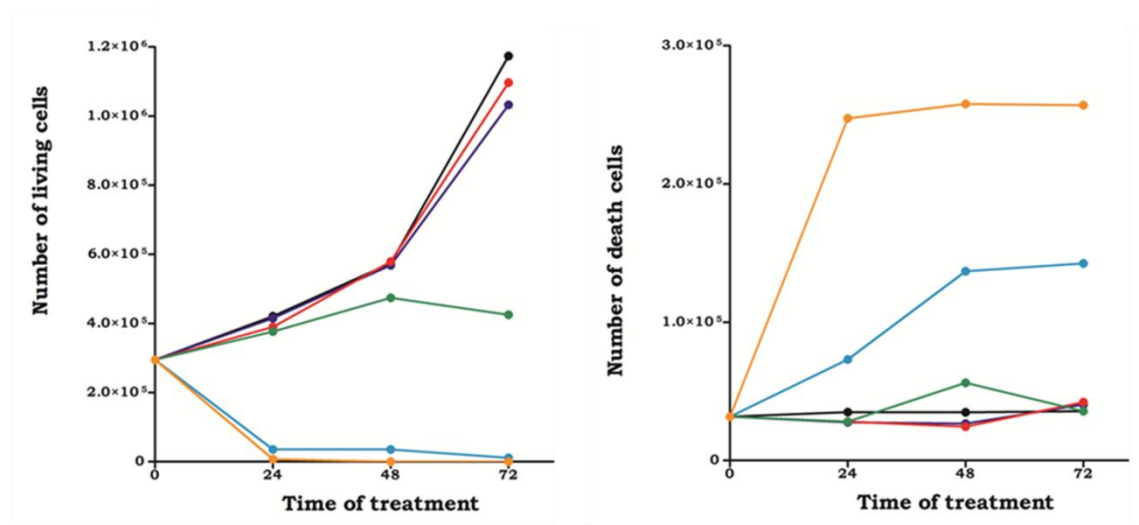 Number of living cells
1.2×10⁶
1.0×10⁶
8.0×10⁵
6.0×10⁵
4.0×10⁵
2.0×10⁵
0
0 24 48 72
Time of treatment
Number of death cells
3.0×10⁵
2.0×10⁵
1.0×10⁵
0
0 24 48 72
Time of treatment